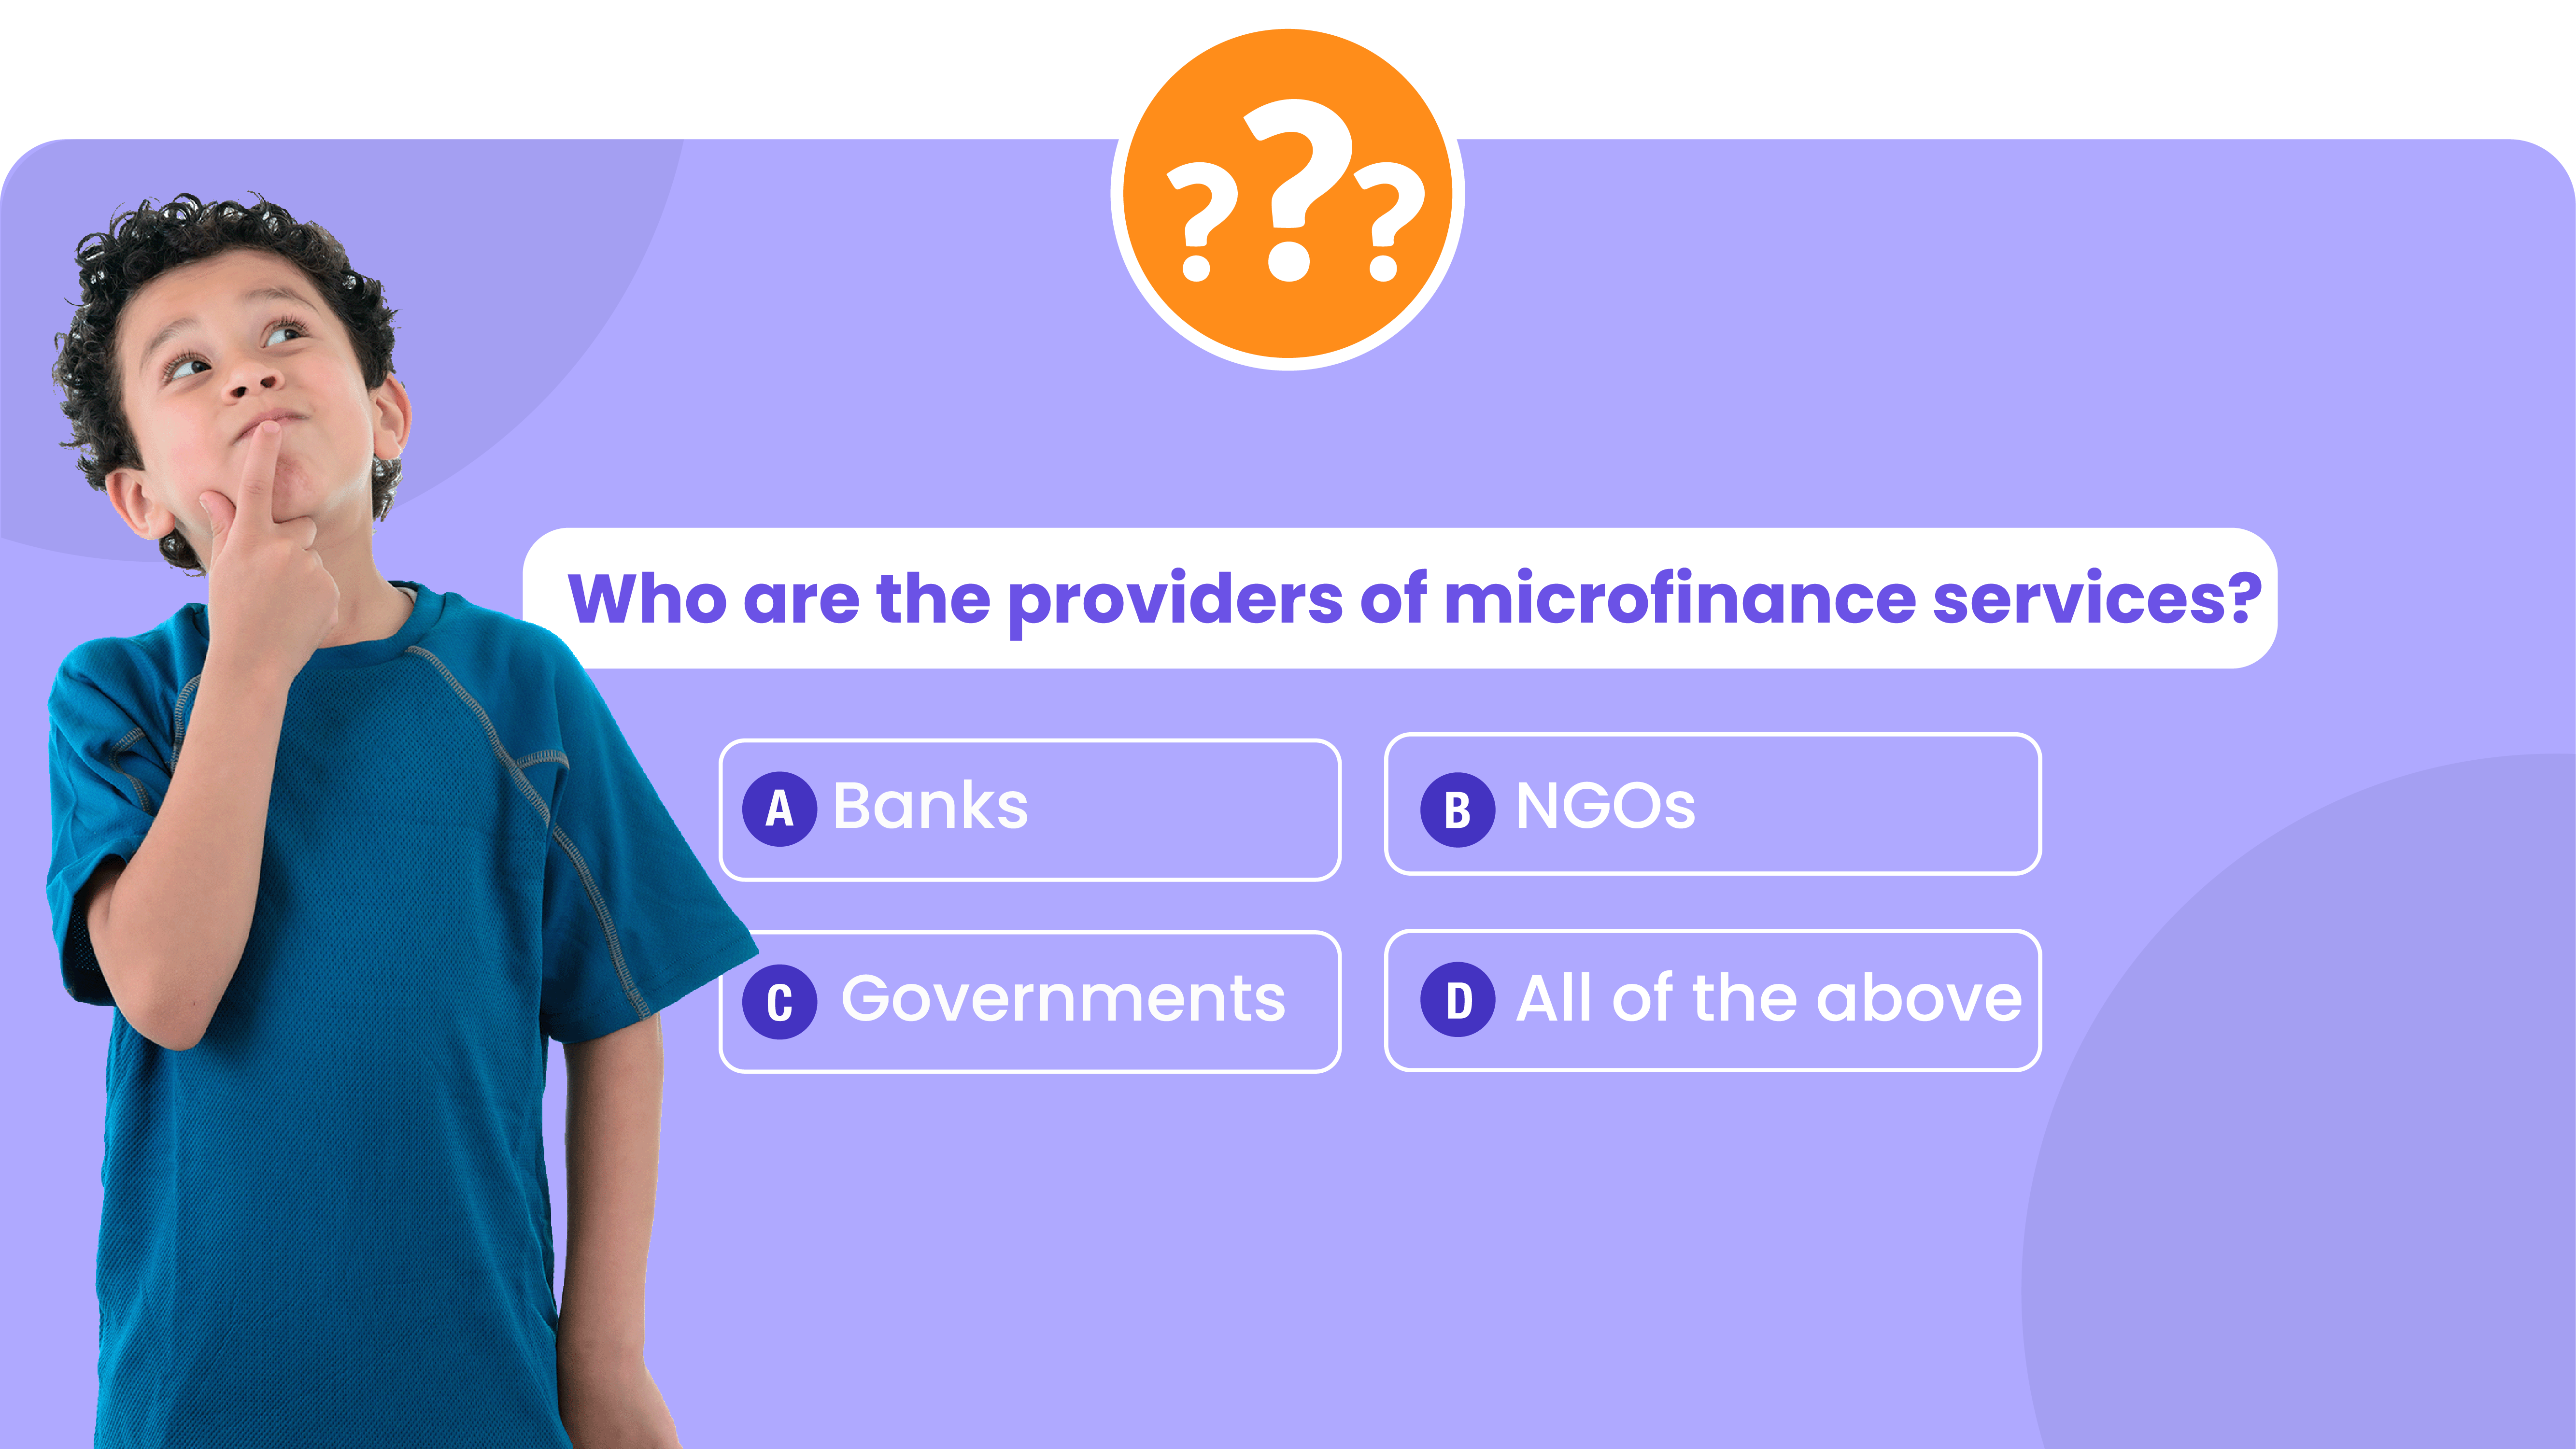 ???
Who are the providers of microfinance services?
A Banks
B NGOs
C Governments
D All of the above